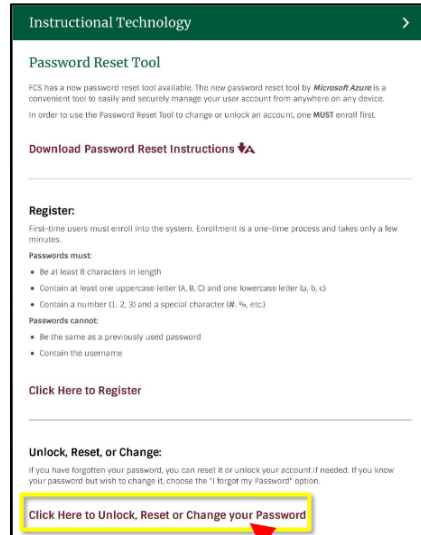 Instructional Technology
Password Reset Tool
FCS has a new password reset tool available. The new password reset tool by Microsoft Azure is a
convenient tool to easily and securely manage your user account from anywhere on any device.
In order to use the Password Reset Tool to change or unlock an account, one MUST enroll first.
Download Password Reset Instructions
Register:
First-time users must enroll into the system. Enrollment is a one-time process and takes only a few
minutes.
Passwords must:
• Be at least 8 characters in length
• Contain at least one uppercase letter (A, B, C) and one lowercase letter (a, b, c)
• Contain a number (1, 2, 3) and a special character (#, %, etc.)
Passwords cannot:
• Be the same as a previously used password
• Contain the username
Click Here to Register
Unlock, Reset, or Change:
If you have forgotten your password, you can reset it or unlock your account if needed. If you know
your password but wish to change it, choose the "I forgot my Password" option.
Click Here to Unlock, Reset or Change your Password